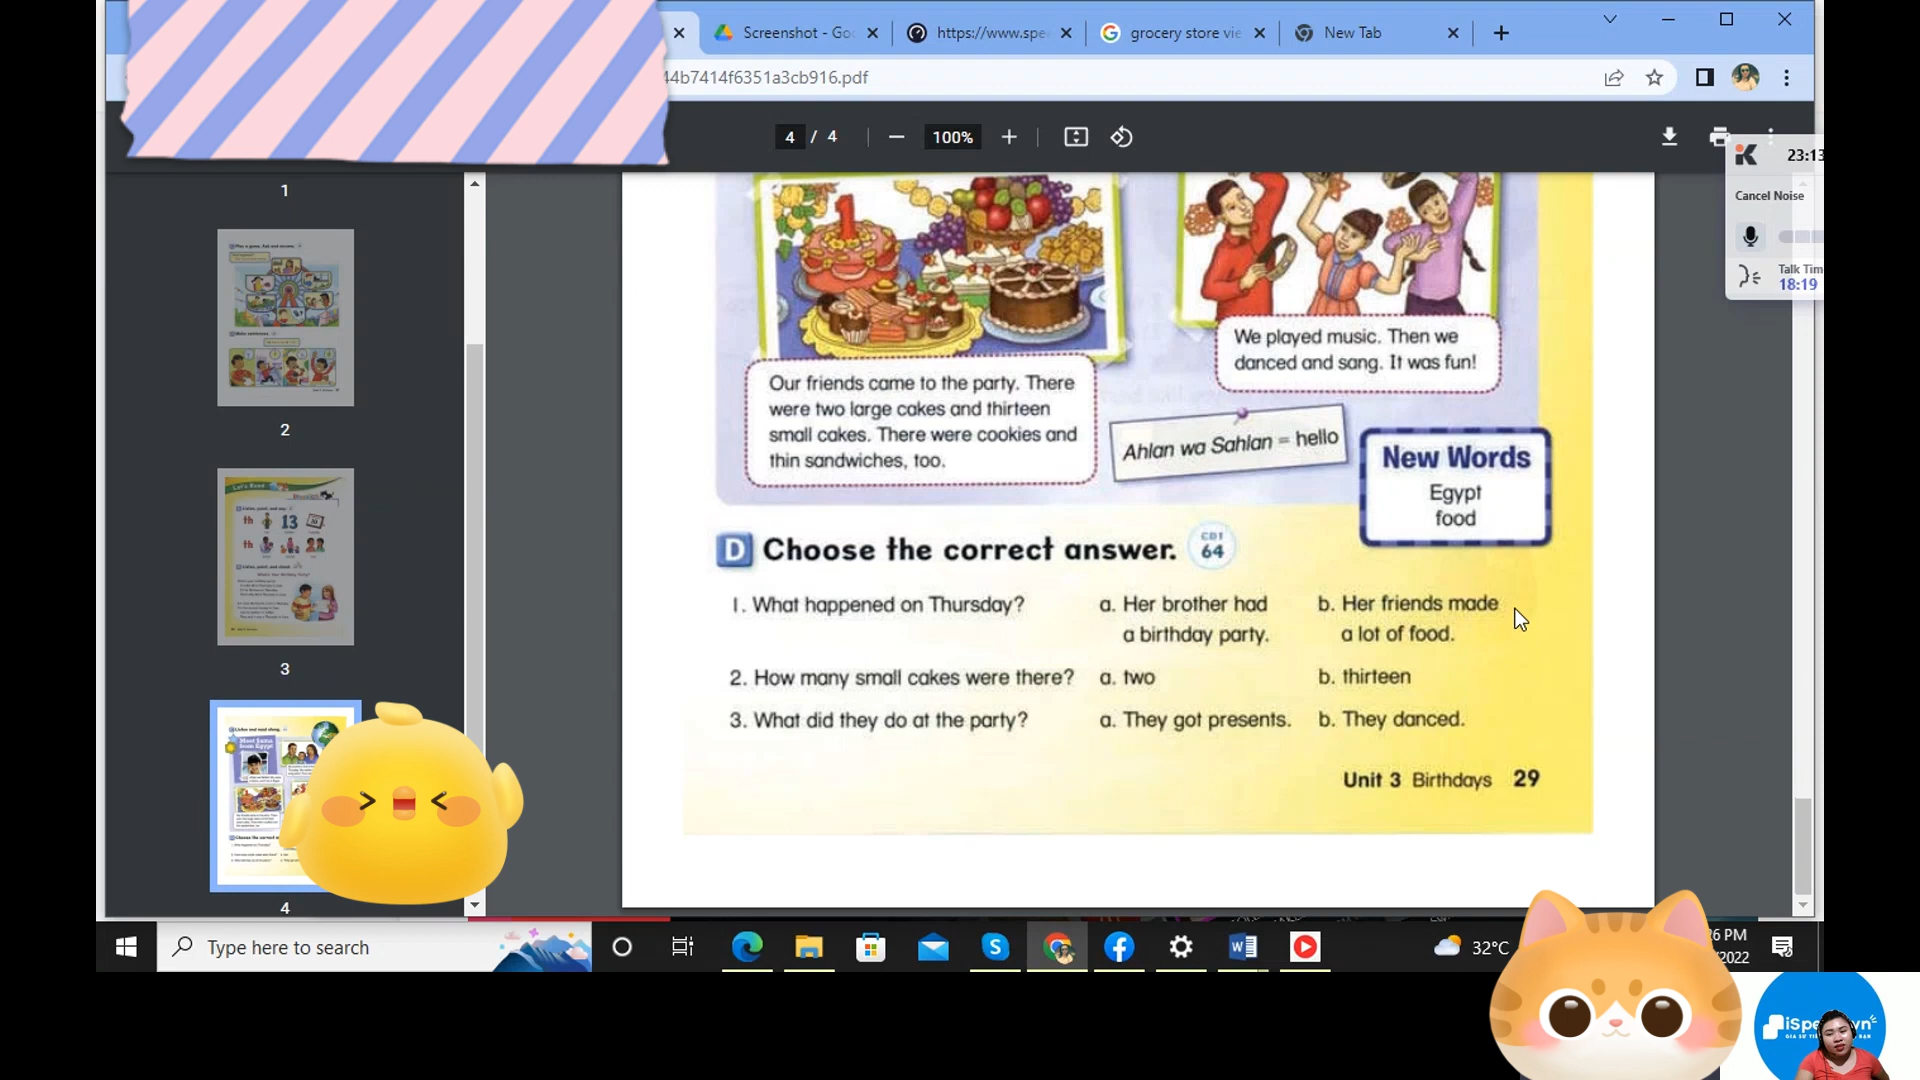 Screenshot - Goo
https://www.spe
grocery store vie
New Tab
44b7414f6351a3cb916.pdf
4 / 4
100%
23:13
Cancel Noise
Talk Tim
18:19
1
2
3
4
We played music. Then we
danced and sang. It was fun!
Our friends came to the party. There
were two large cakes and thirteen
small cakes. There were cookies and
thin sandwiches, too.
Ahlan wa Sahlan = hello
New Words
Egypt
food
D Choose the correct answer. CD1 64
1. What happened on Thursday? a. Her brother had b. Her friends made
a birthday party. a lot of food.
2. How many small cakes were there? a. two b. thirteen
3. What did they do at the party? a. They got presents. b. They danced.
Unit 3 Birthdays 29
Type here to search
32°C
26 PM
2022